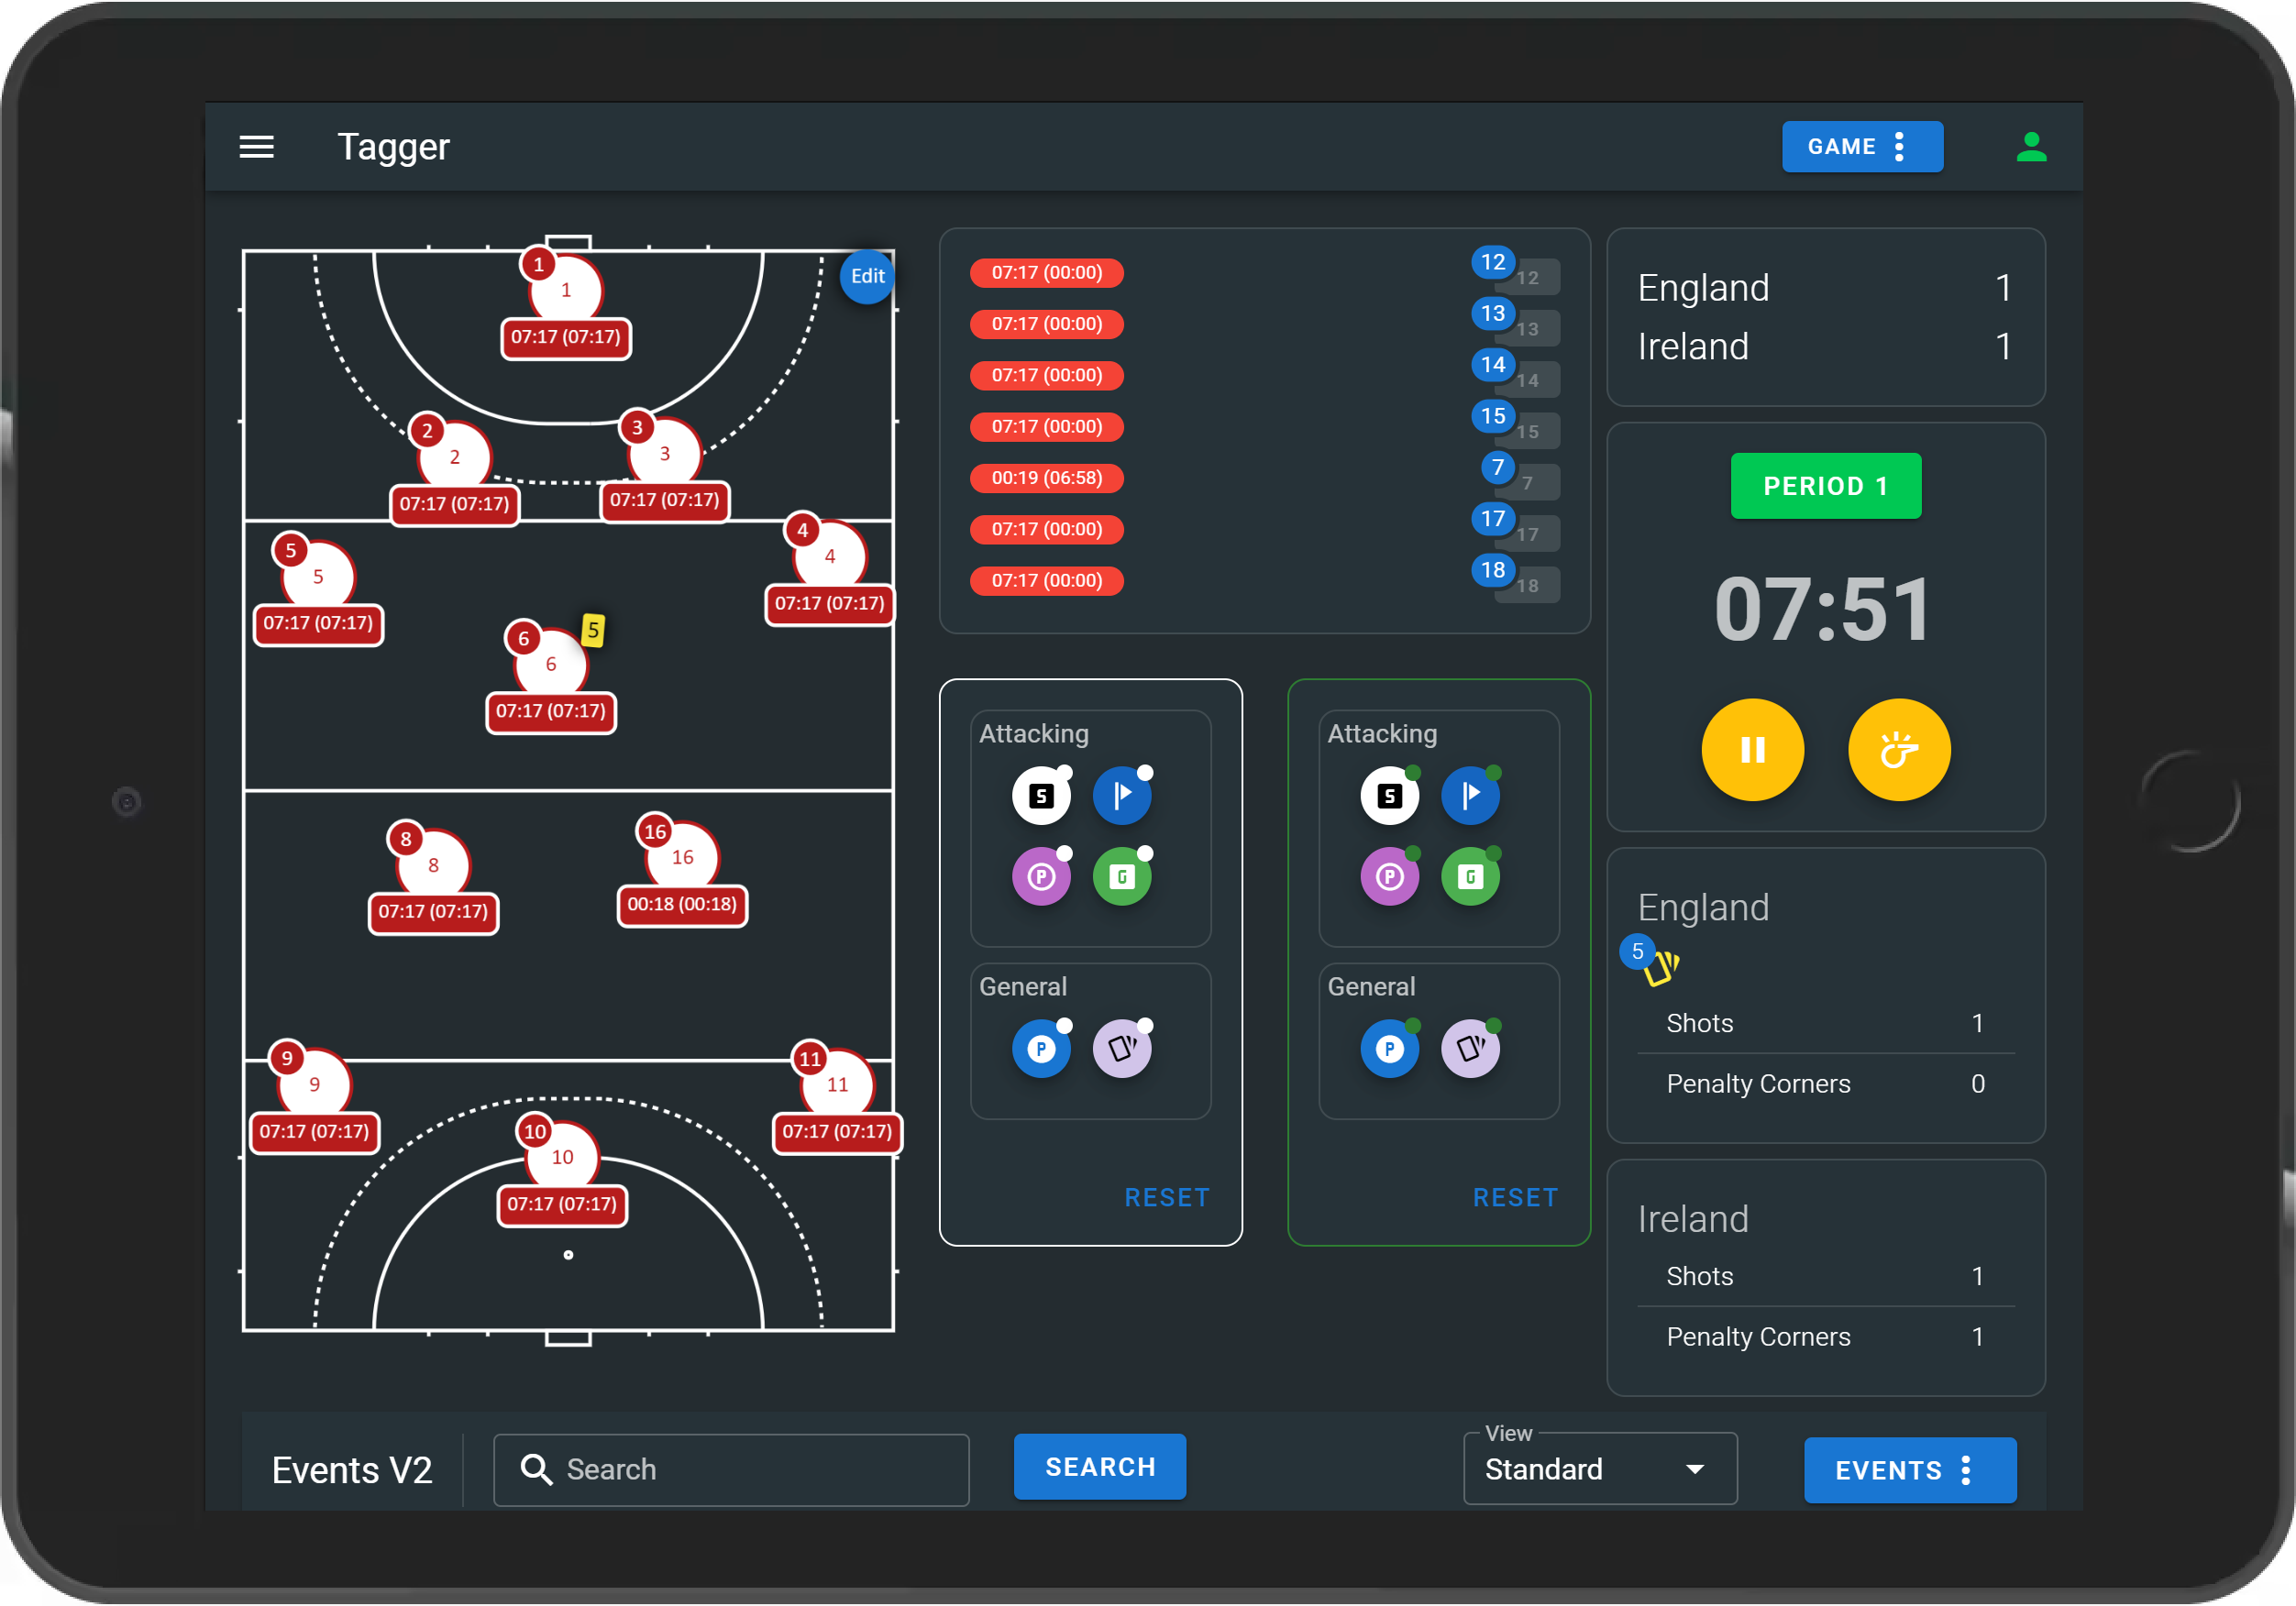 Tagger
GAME
Edit
1
1
07:17 (07:17)
2
2
07:17 (07:17)
3
3
07:17 (07:17)
4
4
07:17 (07:17)
5
5
07:17 (07:17)
6
5
6
07:17 (07:17)
8
8
07:17 (07:17)
16
16
00:18 (00:18)
9
9
07:17 (07:17)
11
11
07:17 (07:17)
10
10
07:17 (07:17)
07:17 (00:00) 12 12
07:17 (00:00) 13 13
07:17 (00:00) 14 14
07:17 (00:00) 15 15
00:19 (06:58) 7 7
07:17 (00:00) 17 17
07:17 (00:00) 18 18
Attacking
S
P G
General
P
RESET
Attacking
S
P G
General
P
RESET
England 1
Ireland 1
PERIOD 1
07:51
England
5
Shots 1
Penalty Corners 0
Ireland
Shots 1
Penalty Corners 1
Events V2
Search
SEARCH
View
Standard
EVENTS